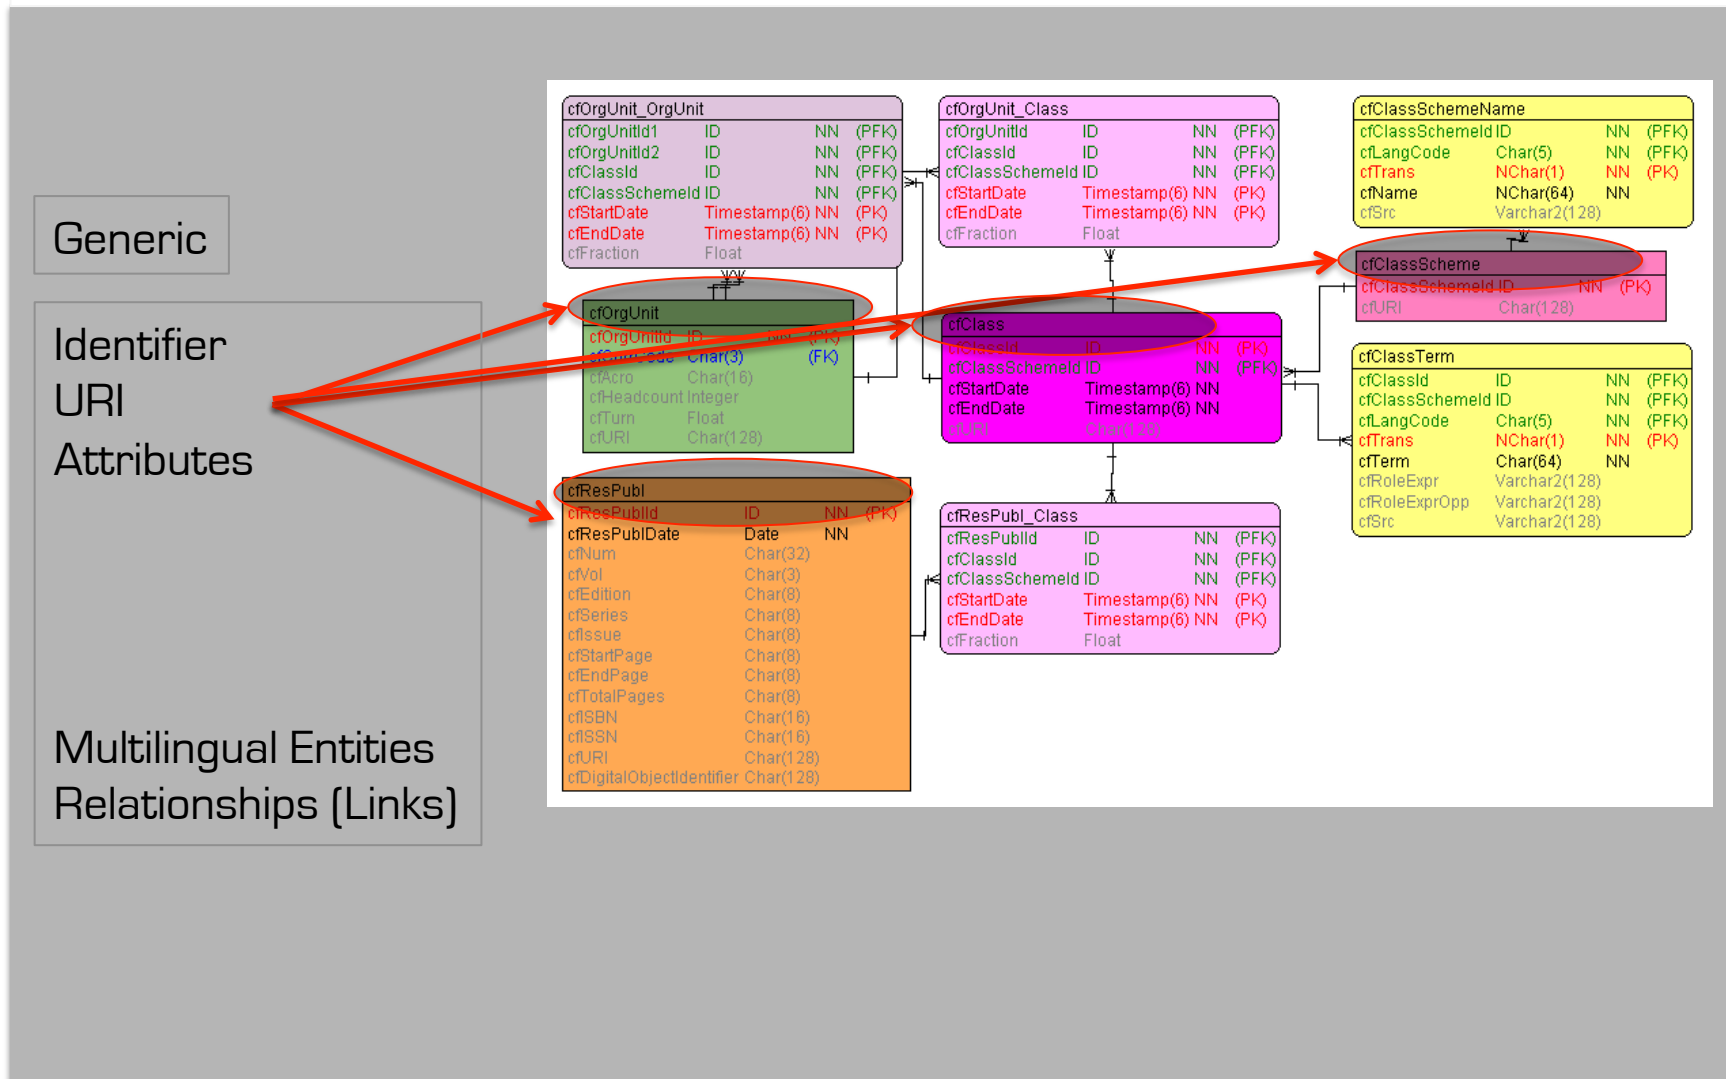 Generic
Identifier
URI
Attributes
Multilingual Entities
Relationships (Links)
cfOrgUnit_OrgUnit
cfOrgUnitId1 ID NN (PFK)
cfOrgUnitId2 ID NN (PFK)
cfClassId ID NN (PFK)
cfClassSchemeId ID NN (PFK)
cfStartDate Timestamp(6) NN (PK)
cfEndDate Timestamp(6) NN (PK)
cfFraction Float
cfOrgUnit_Class
cfOrgUnitId ID NN (PFK)
cfClassId ID NN (PFK)
cfClassSchemeId ID NN (PFK)
cfStartDate Timestamp(6) NN (PK)
cfEndDate Timestamp(6) NN (PK)
cfFraction Float
cfClassSchemeName
cfClassSchemeId ID NN (PFK)
cfLangCode Char(5) NN (PFK)
cfTrans NChar(1) NN (PK)
cfName NChar(64) NN
cfSrc Varchar2(128)
cfClassScheme
cfClassSchemeId ID NN (PK)
cfURI Char(128)
cfOrgUnit
cfOrgUnitId ID NN (PK)
Char(3) (FK)
cfAcro Char(16)
cfHeadcount Integer
cfTurn Float
cfURI Char(128)
cfClass
cfClassId ID NN (PK)
cfClassSchemeId ID NN (PFK)
cfStartDate Timestamp(6) NN
cfEndDate Timestamp(6) NN
cfURI Char(128)
cfClassTerm
cfClassId ID NN (PFK)
cfClassSchemeId ID NN (PFK)
cfLangCode Char(5) NN (PFK)
cfTrans NChar(1) NN (PK)
cfTerm Char(64) NN
cfRoleExpr Varchar2(128)
cfRoleExprOpp Varchar2(128)
cfSrc Varchar2(128)
cfResPubl
cfResPublId ID NN (PK)
cfResPublDate Date NN
cfNum Char(32)
cfVol Char(3)
cfEdition Char(8)
cfSeries Char(8)
cfIssue Char(8)
cfStartPage Char(8)
cfEndPage Char(8)
cfTotalPages Char(8)
cfISBN Char(16)
cfISSN Char(16)
cfURI Char(128)
cfDigitalObjectIdentifier Char(128)
cfResPubl_Class
cfResPublId ID NN (PFK)
cfClassId ID NN (PFK)
cfClassSchemeId ID NN (PFK)
cfStartDate Timestamp(6) NN (PK)
cfEndDate Timestamp(6) NN (PK)
cfFraction Float